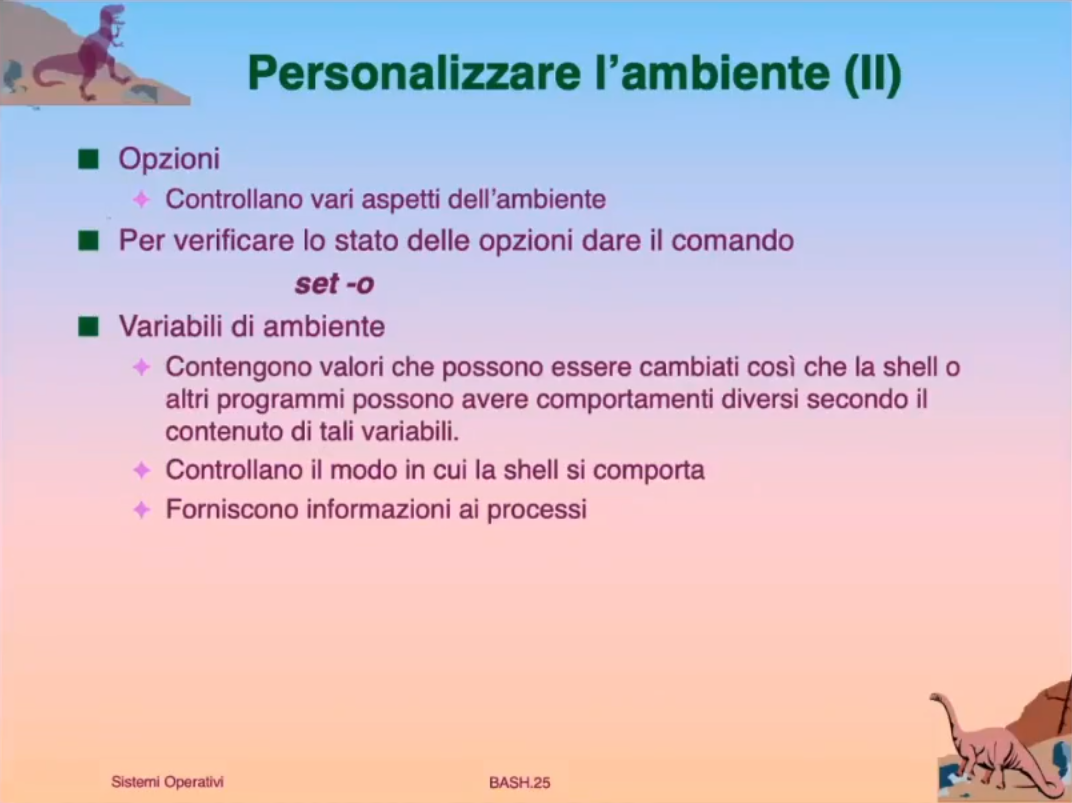 Personalizzare l'ambiente (II)
Opzioni
Controllano vari aspetti dell'ambiente
Per verificare lo stato delle opzioni dare il comando
set -o
Variabili di ambiente
Contengono valori che possono essere cambiati così che la shell o
altri programmi possono avere comportamenti diversi secondo il
contenuto di tali variabili.
Controllano il modo in cui la shell si comporta
Forniscono informazioni ai processi
Sistemi Operativi
BASH.25